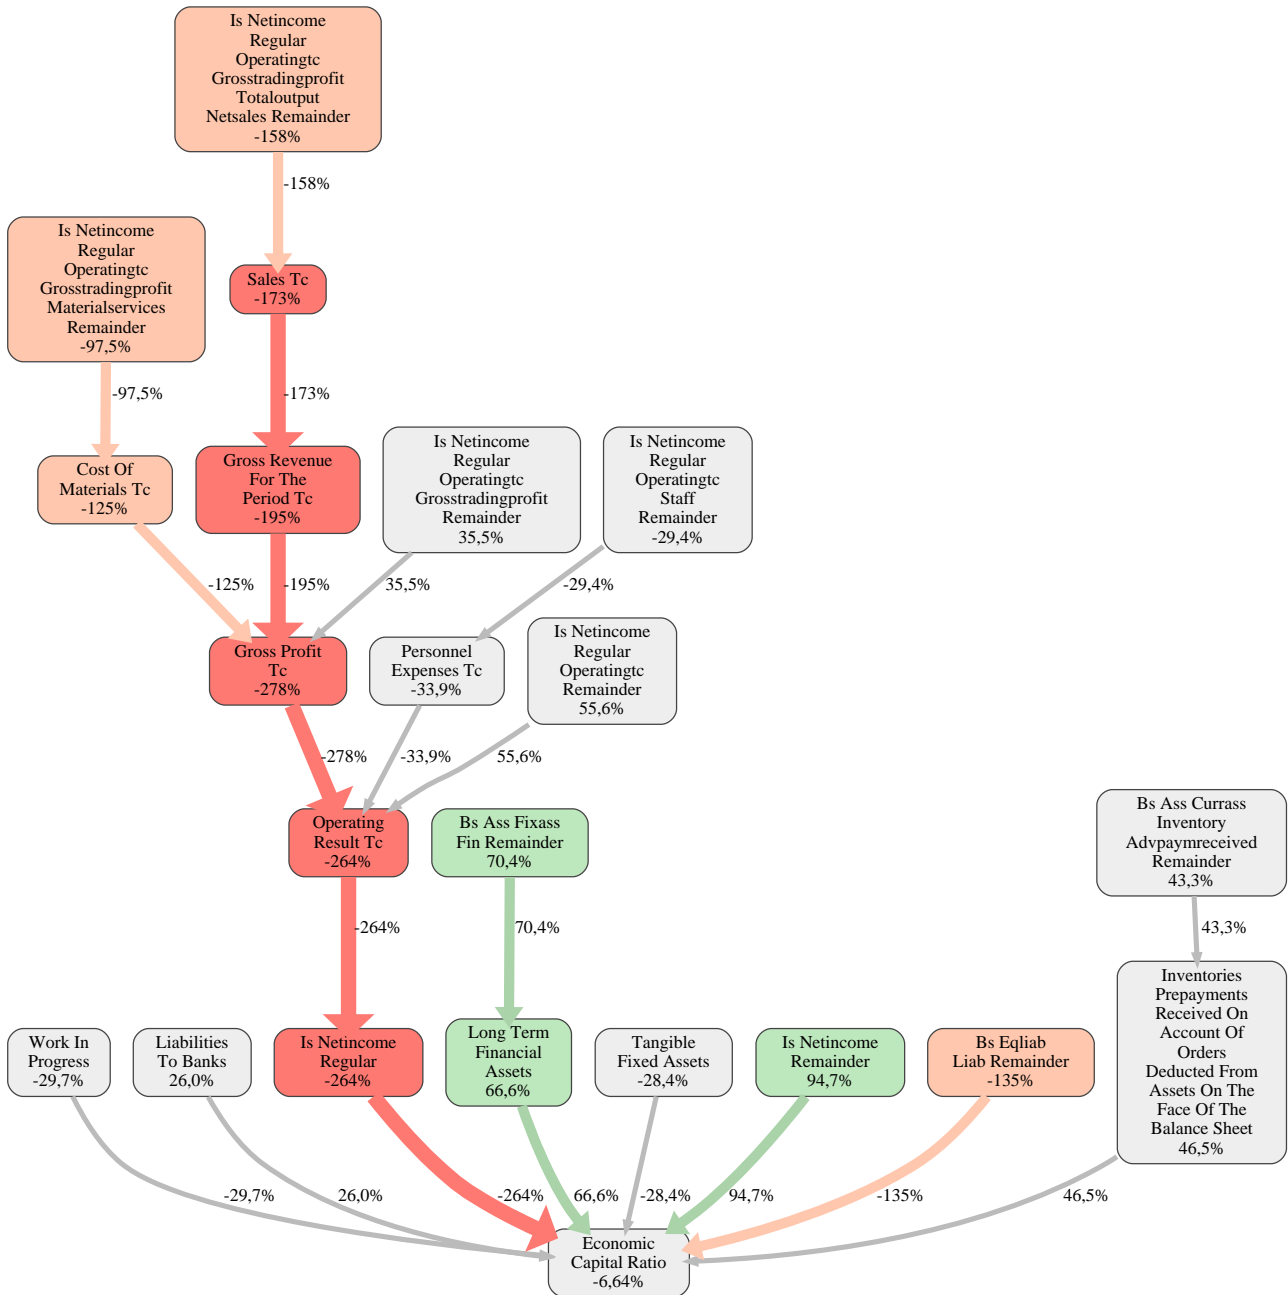 Is Netincome
Regular
Operatingtc
Grosstradingprofit
Totaloutput
Netsales Remainder
-158%
-158%
Is Netincome
Regular
Operatingtc
Grosstradingprofit
Materialservices
Remainder
-97,5%
Sales Tc
-173%
-97,5%
-173%
Cost Of
Materials Tc
-125%
Gross Revenue
For The
Period Tc
-195%
Is Netincome
Regular
Operatingtc
Grosstradingprofit
Remainder
35,5%
Is Netincome
Regular
Operatingtc
Staff
Remainder
-29,4%
-125%
-195%
35,5%
-29,4%
Gross Profit
Tc
-278%
Personnel
Expenses Tc
-33,9%
Is Netincome
Regular
Operatingtc
Remainder
55,6%
-278%
-33,9%
55,6%
Operating
Result Tc
-264%
Bs Ass Fixass
Fin Remainder
70,4%
Bs Ass Currass
Inventory
Advpaymreceived
Remainder
43,3%
-264%
70,4%
43,3%
Work In
Progress
-29,7%
Liabilities
To Banks
26,0%
Is Netincome
Regular
-264%
Long Term
Financial
Assets
66,6%
Tangible
Fixed Assets
-28,4%
Is Netincome
Remainder
94,7%
Bs Eqliab
Liab Remainder
-135%
Inventories
Prepayments
Received On
Account Of
Orders
Deducted From
Assets On The
Face Of The
Balance Sheet
46,5%
-29,7%
26,0%
-264%
66,6%
-28,4%
94,7%
-135%
46,5%
Economic
Capital Ratio
-6,64%